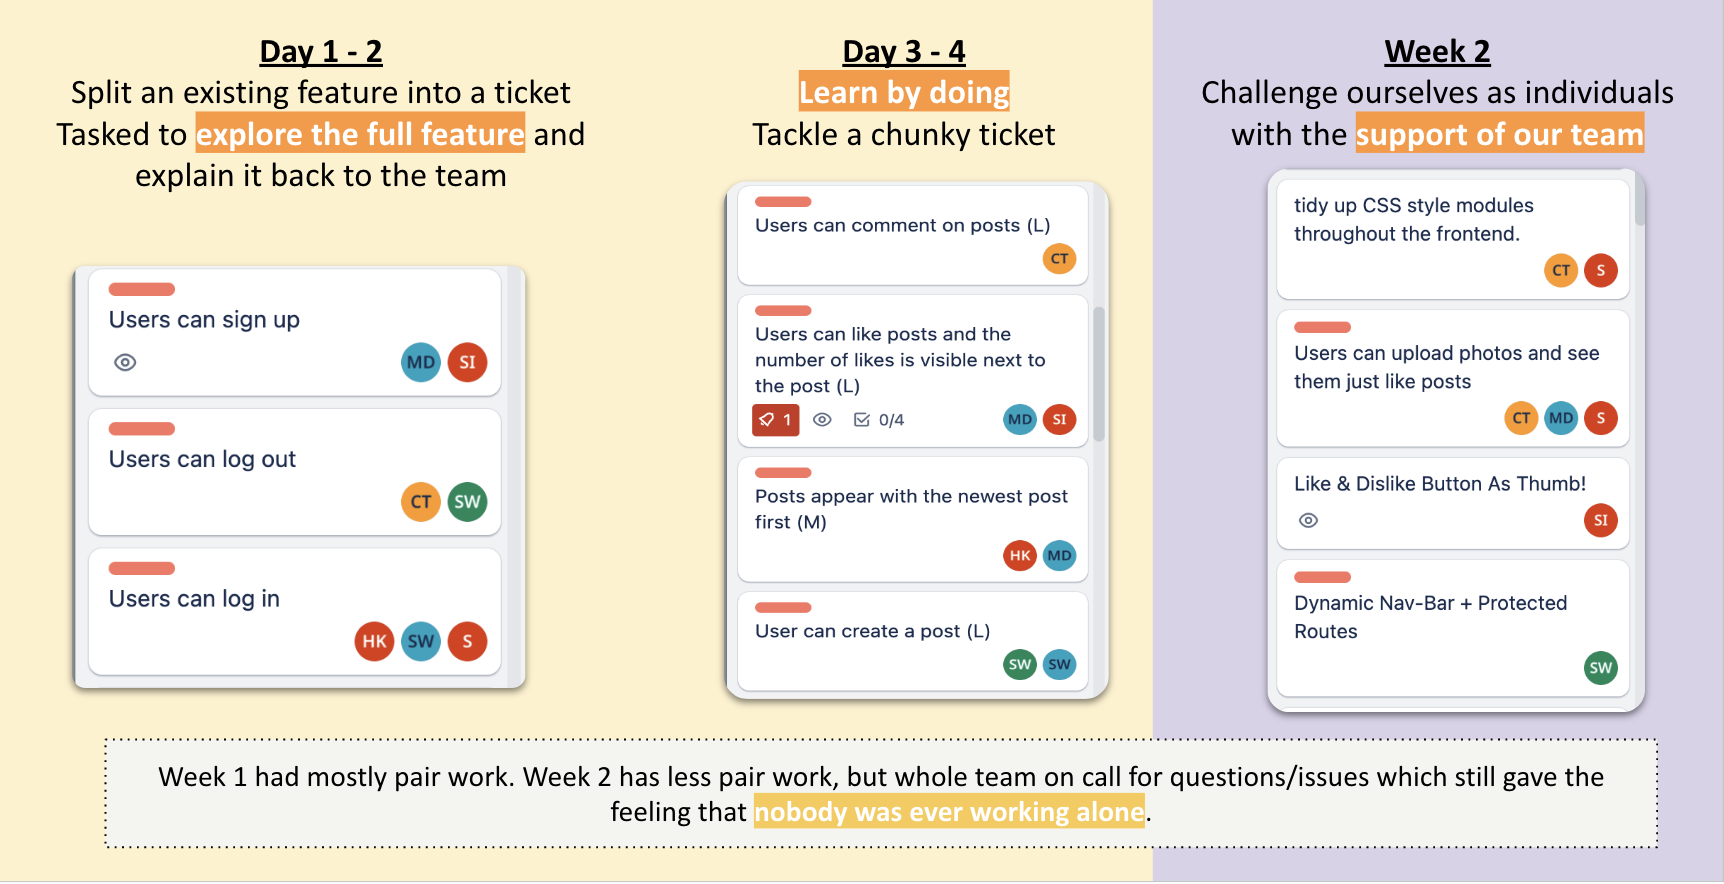 Day 1 - 2
Split an existing feature into a ticket
Tasked to explore the full feature and
explain it back to the team
Users can sign up
MD SI
Users can log out
CT SW
Users can log in
HK SW S
Day 3 - 4
Learn by doing
Tackle a chunky ticket
Users can comment on posts (L)
CT
Users can like posts and the
number of likes is visible next to
the post (L)
1 0/4 MD SI
Posts appear with the newest post
first (M)
HK MD
User can create a post (L)
SW SW
Week 2
Challenge ourselves as individuals
with the support of our team
tidy up CSS style modules
throughout the frontend.
CT S
Users can upload photos and see
them just like posts
CT MD S
Like & Dislike Button As Thumb!
SI
Dynamic Nav-Bar + Protected
Routes
SW
Week 1 had mostly pair work. Week 2 has less pair work, but whole team on call for questions/issues which still gave the
feeling that nobody was ever working alone.